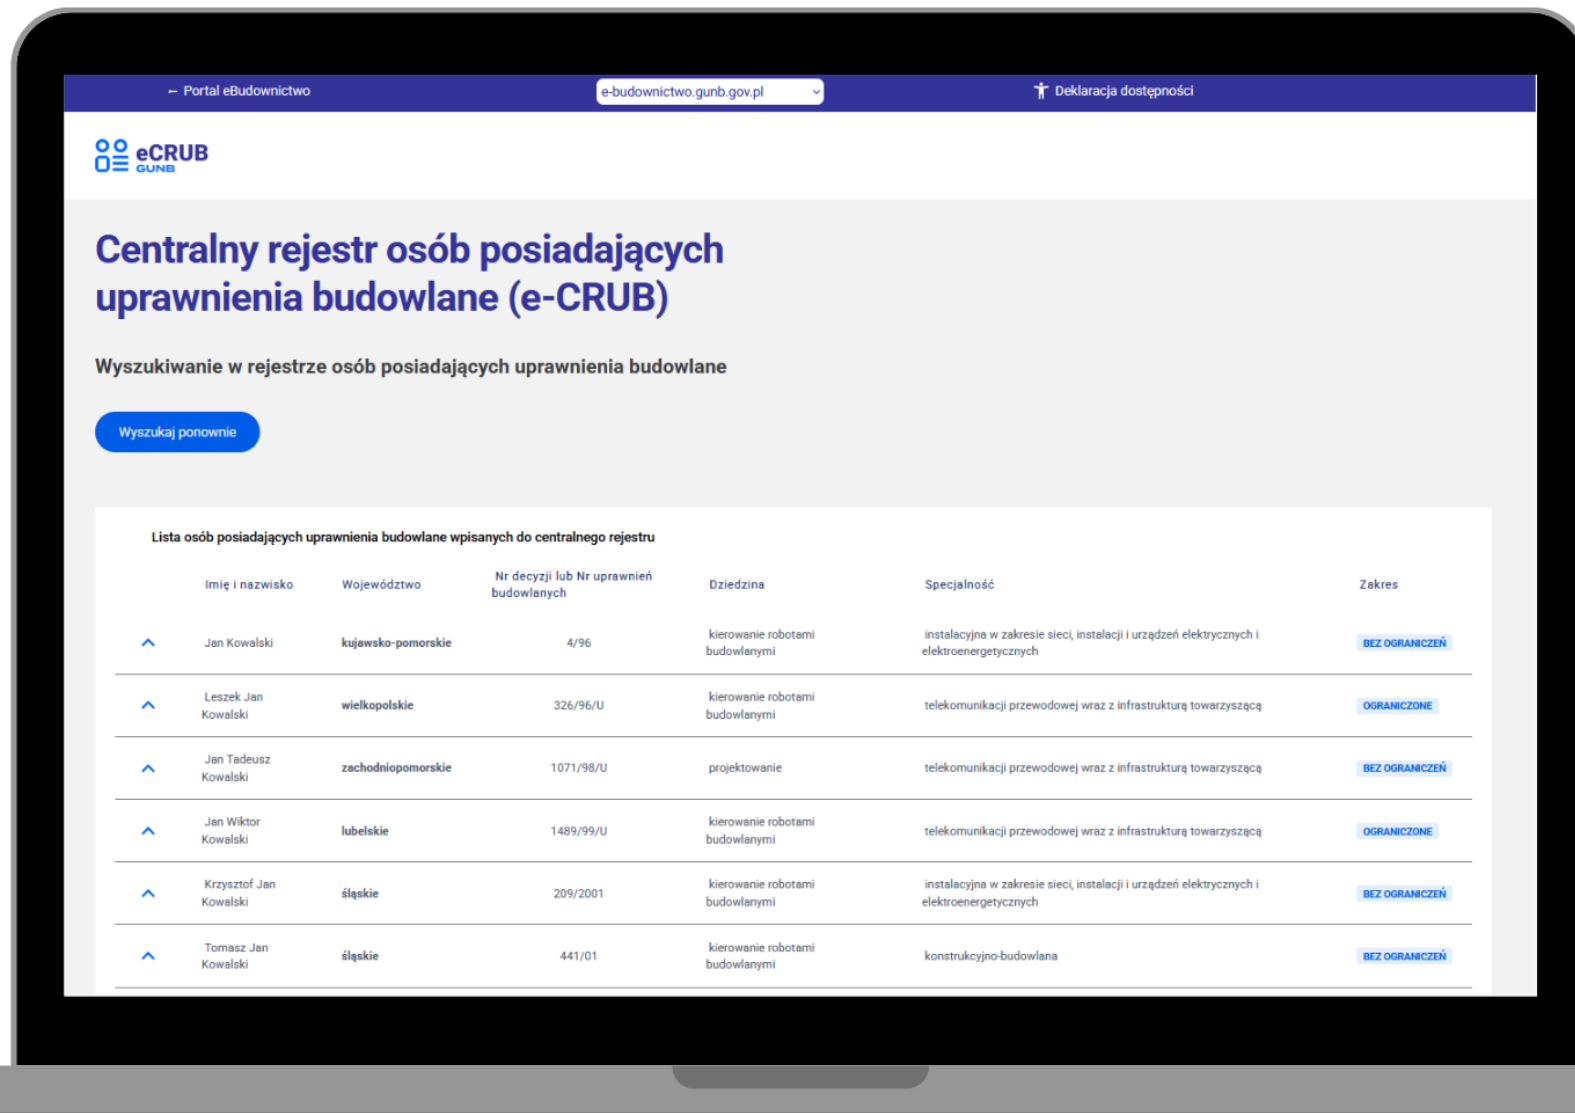 ← Portal eBudownictwo
e-budownictwo.gunb.gov.pl
Deklaracja dostępności
eCRUB
GUNB
Centralny rejestr osób posiadających
uprawnienia budowlane (e-CRUB)
Wyszukiwanie w rejestrze osób posiadających uprawnienia budowlane
Wyszukaj ponownie
Lista osób posiadających uprawnienia budowlane wpisanych do centralnego rejestru
Imię i nazwisko
Województwo
Nr decyzji lub Nr uprawnień
budowlanych
Dziedzina
Specjalność
Zakres
Jan Kowalski
kujawsko-pomorskie
4/96
kierowanie robotami
budowlanymi
instalacyjna w zakresie sieci, instalacji i urządzeń elektrycznych i
elektroenergetycznych
BEZ OGRANICZEŃ
Leszek Jan
Kowalski
wielkopolskie
326/96/U
kierowanie robotami
budowlanymi
telekomunikacji przewodowej wraz z infrastrukturą towarzyszącą
OGRANICZONE
Jan Tadeusz
Kowalski
zachodniopomorskie
1071/98/U
projektowanie
telekomunikacji przewodowej wraz z infrastrukturą towarzyszącą
BEZ OGRANICZEŃ
Jan Wiktor
Kowalski
lubelskie
1489/99/U
kierowanie robotami
budowlanymi
telekomunikacji przewodowej wraz z infrastrukturą towarzyszącą
OGRANICZONE
Krzysztof Jan
Kowalski
śląskie
209/2001
kierowanie robotami
budowlanymi
instalacyjna w zakresie sieci, instalacji i urządzeń elektrycznych i
elektroenergetycznych
BEZ OGRANICZEŃ
Tomasz Jan
Kowalski
śląskie
441/01
kierowanie robotami
budowlanymi
konstrukcyjno-budowlana
BEZ OGRANICZEŃ